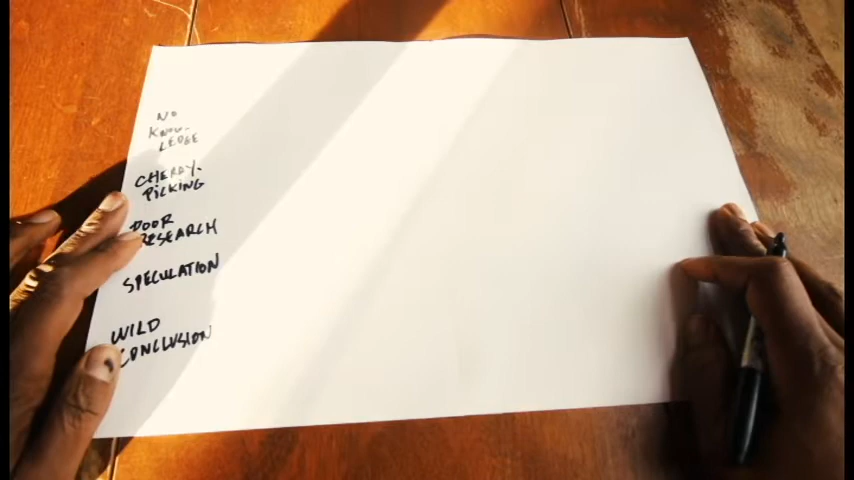 NO
KNOW-
LEDGE
CHERRY-
PICKING
POOR
RESEARCH
SPECULATION
WILD
CONCLUSION